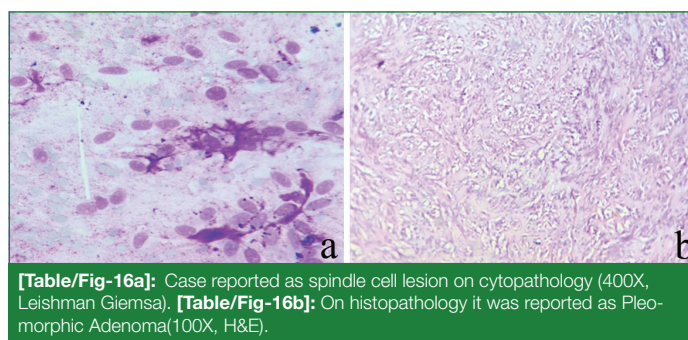 a
b
[Table/Fig-16a]: Case reported as spindle cell lesion on cytopathology (400X,
Leishman Giemsa). [Table/Fig-16b]: On histopathology it was reported as Pleo-
morphic Adenoma(100X, H&E).